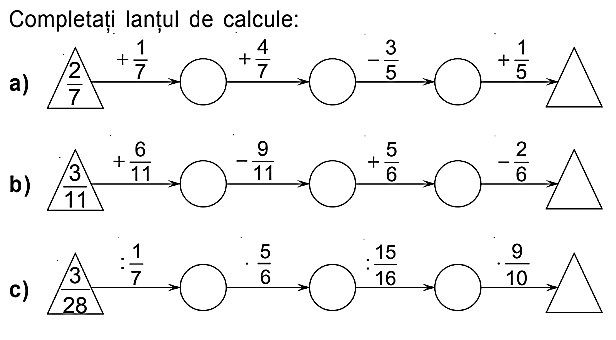 Completați lanțul de calcule:
a) 2/7 +1/7 +4/7 −3/5 +1/5
b) 3/11 +6/11 −9/11 +5/6 −2/6
c) 3/28 :1/7 ·5/6 :15/16 ·9/10